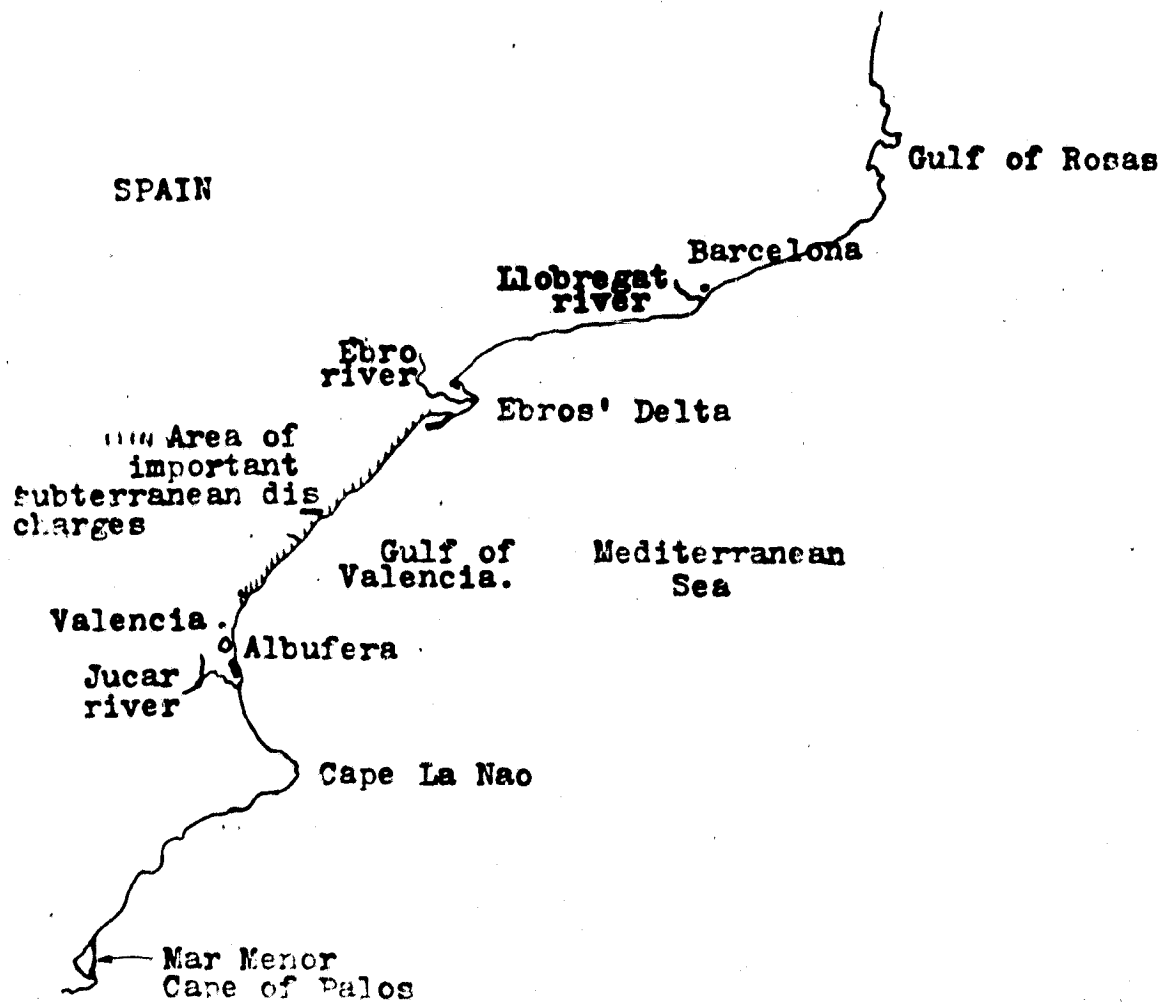 Gulf of Rosas
SPAIN
Barcelona
Llobregat
river
Ebro
river
Ebros' Delta
Area of
important
subterranean dis
charges
Gulf of
Valencia.
Mediterranean
Sea
Valencia
Albufera
Jucar
river
Cape La Nao
Mar Menor
Cape of Palos